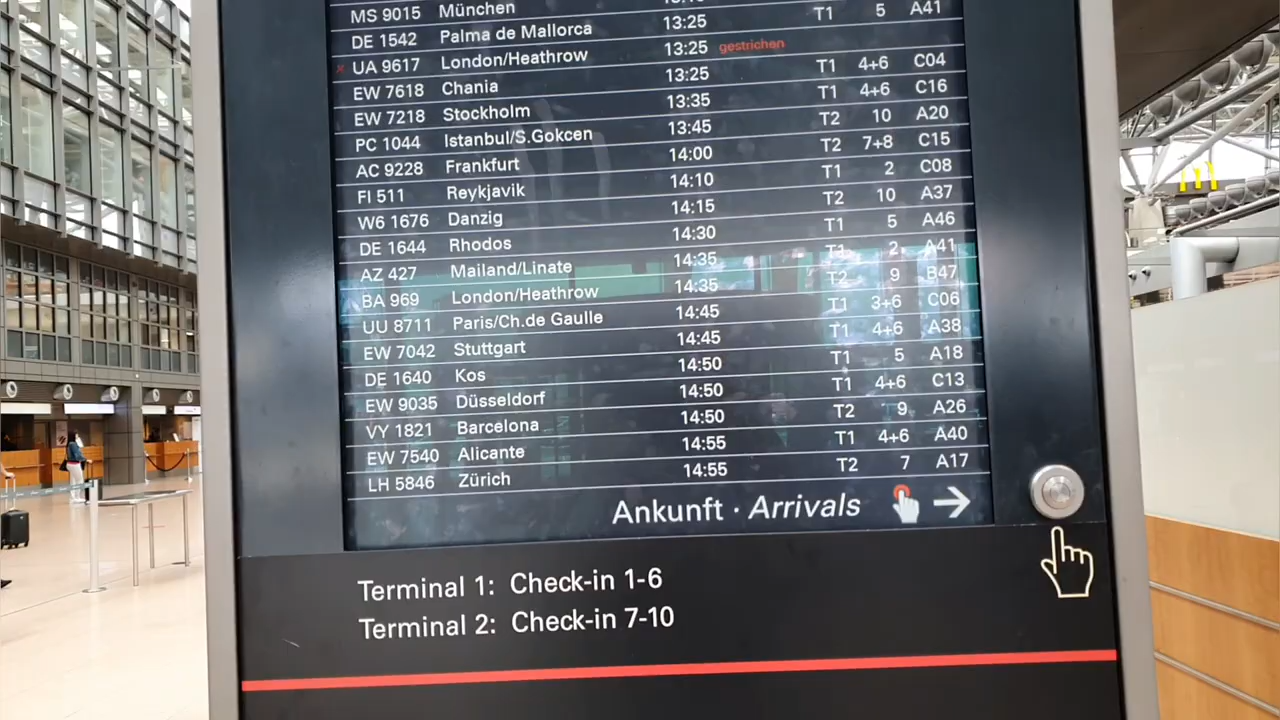 MS 9015 München
DE 1542 Palma de Mallorca 13:25 T1 5 A41
x UA 9617 London/Heathrow 13:25 gestrichen
EW 7618 Chania 13:25 T1 4+6 C04
EW 7218 Stockholm 13:35 T1 4+6 C16
PC 1044 Istanbul/S.Gokcen 13:45 T2 10 A20
AC 9228 Frankfurt 14:00 T2 7+8 C15
FI 511 Reykjavik 14:10 T1 2 C08
W6 1676 Danzig 14:15 T2 10 A37
DE 1644 Rhodos 14:30 T1 5 A46
AZ 427 Mailand/Linate 14:35 T1 2 A41
BA 969 London/Heathrow 14:35 T2 9 B47
UU 8711 Paris/Ch.de Gaulle 14:45 T1 3+6 C06
EW 7042 Stuttgart 14:45 T1 4+6 A38
DE 1640 Kos 14:50 T1 5 A18
EW 9035 Düsseldorf 14:50 T1 4+6 C13
VY 1821 Barcelona 14:50 T2 9 A26
EW 7540 Alicante 14:55 T1 4+6 A40
LH 5846 Zürich 14:55 T2 7 A17
Ankunft · Arrivals →
Terminal 1: Check-in 1-6
Terminal 2: Check-in 7-10